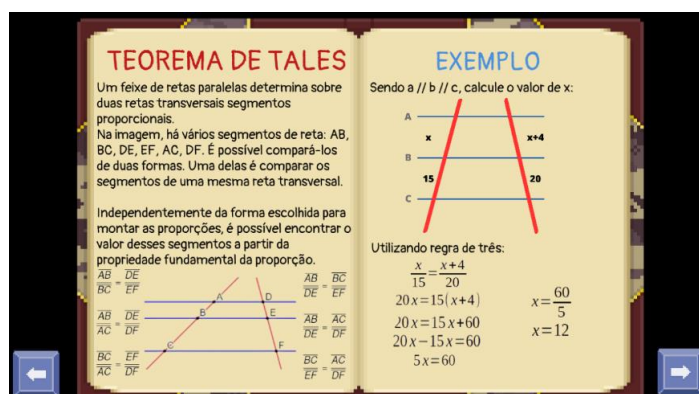 TEOREMA DE TALES
Um feixe de retas paralelas determina sobre
duas retas transversais segmentos
proporcionais.
Na imagem, há vários segmentos de reta: AB,
BC, DE, EF, AC, DF. É possível compará-los
de duas formas. Uma delas é comparar os
segmentos de uma mesma reta transversal.
Independentemente da forma escolhida para
montar as proporções, é possível encontrar o
valor desses segmentos a partir da
propriedade fundamental da proporção.
AB/BC = DE/EF
AB/AC = DE/DF
BC/AC = EF/DF
A D
B E
C F
AB/DE = BC/EF
AB/DE = AC/DF
BC/EF = AC/DF
EXEMPLO
Sendo a // b // c, calcule o valor de x:
A
x x+4
B
15 20
C
Utilizando regra de três:
x/15 = x+4/20
20x=15(x+4)
20x=15x+60
20x−15x=60
5x=60
x=60/5
x=12